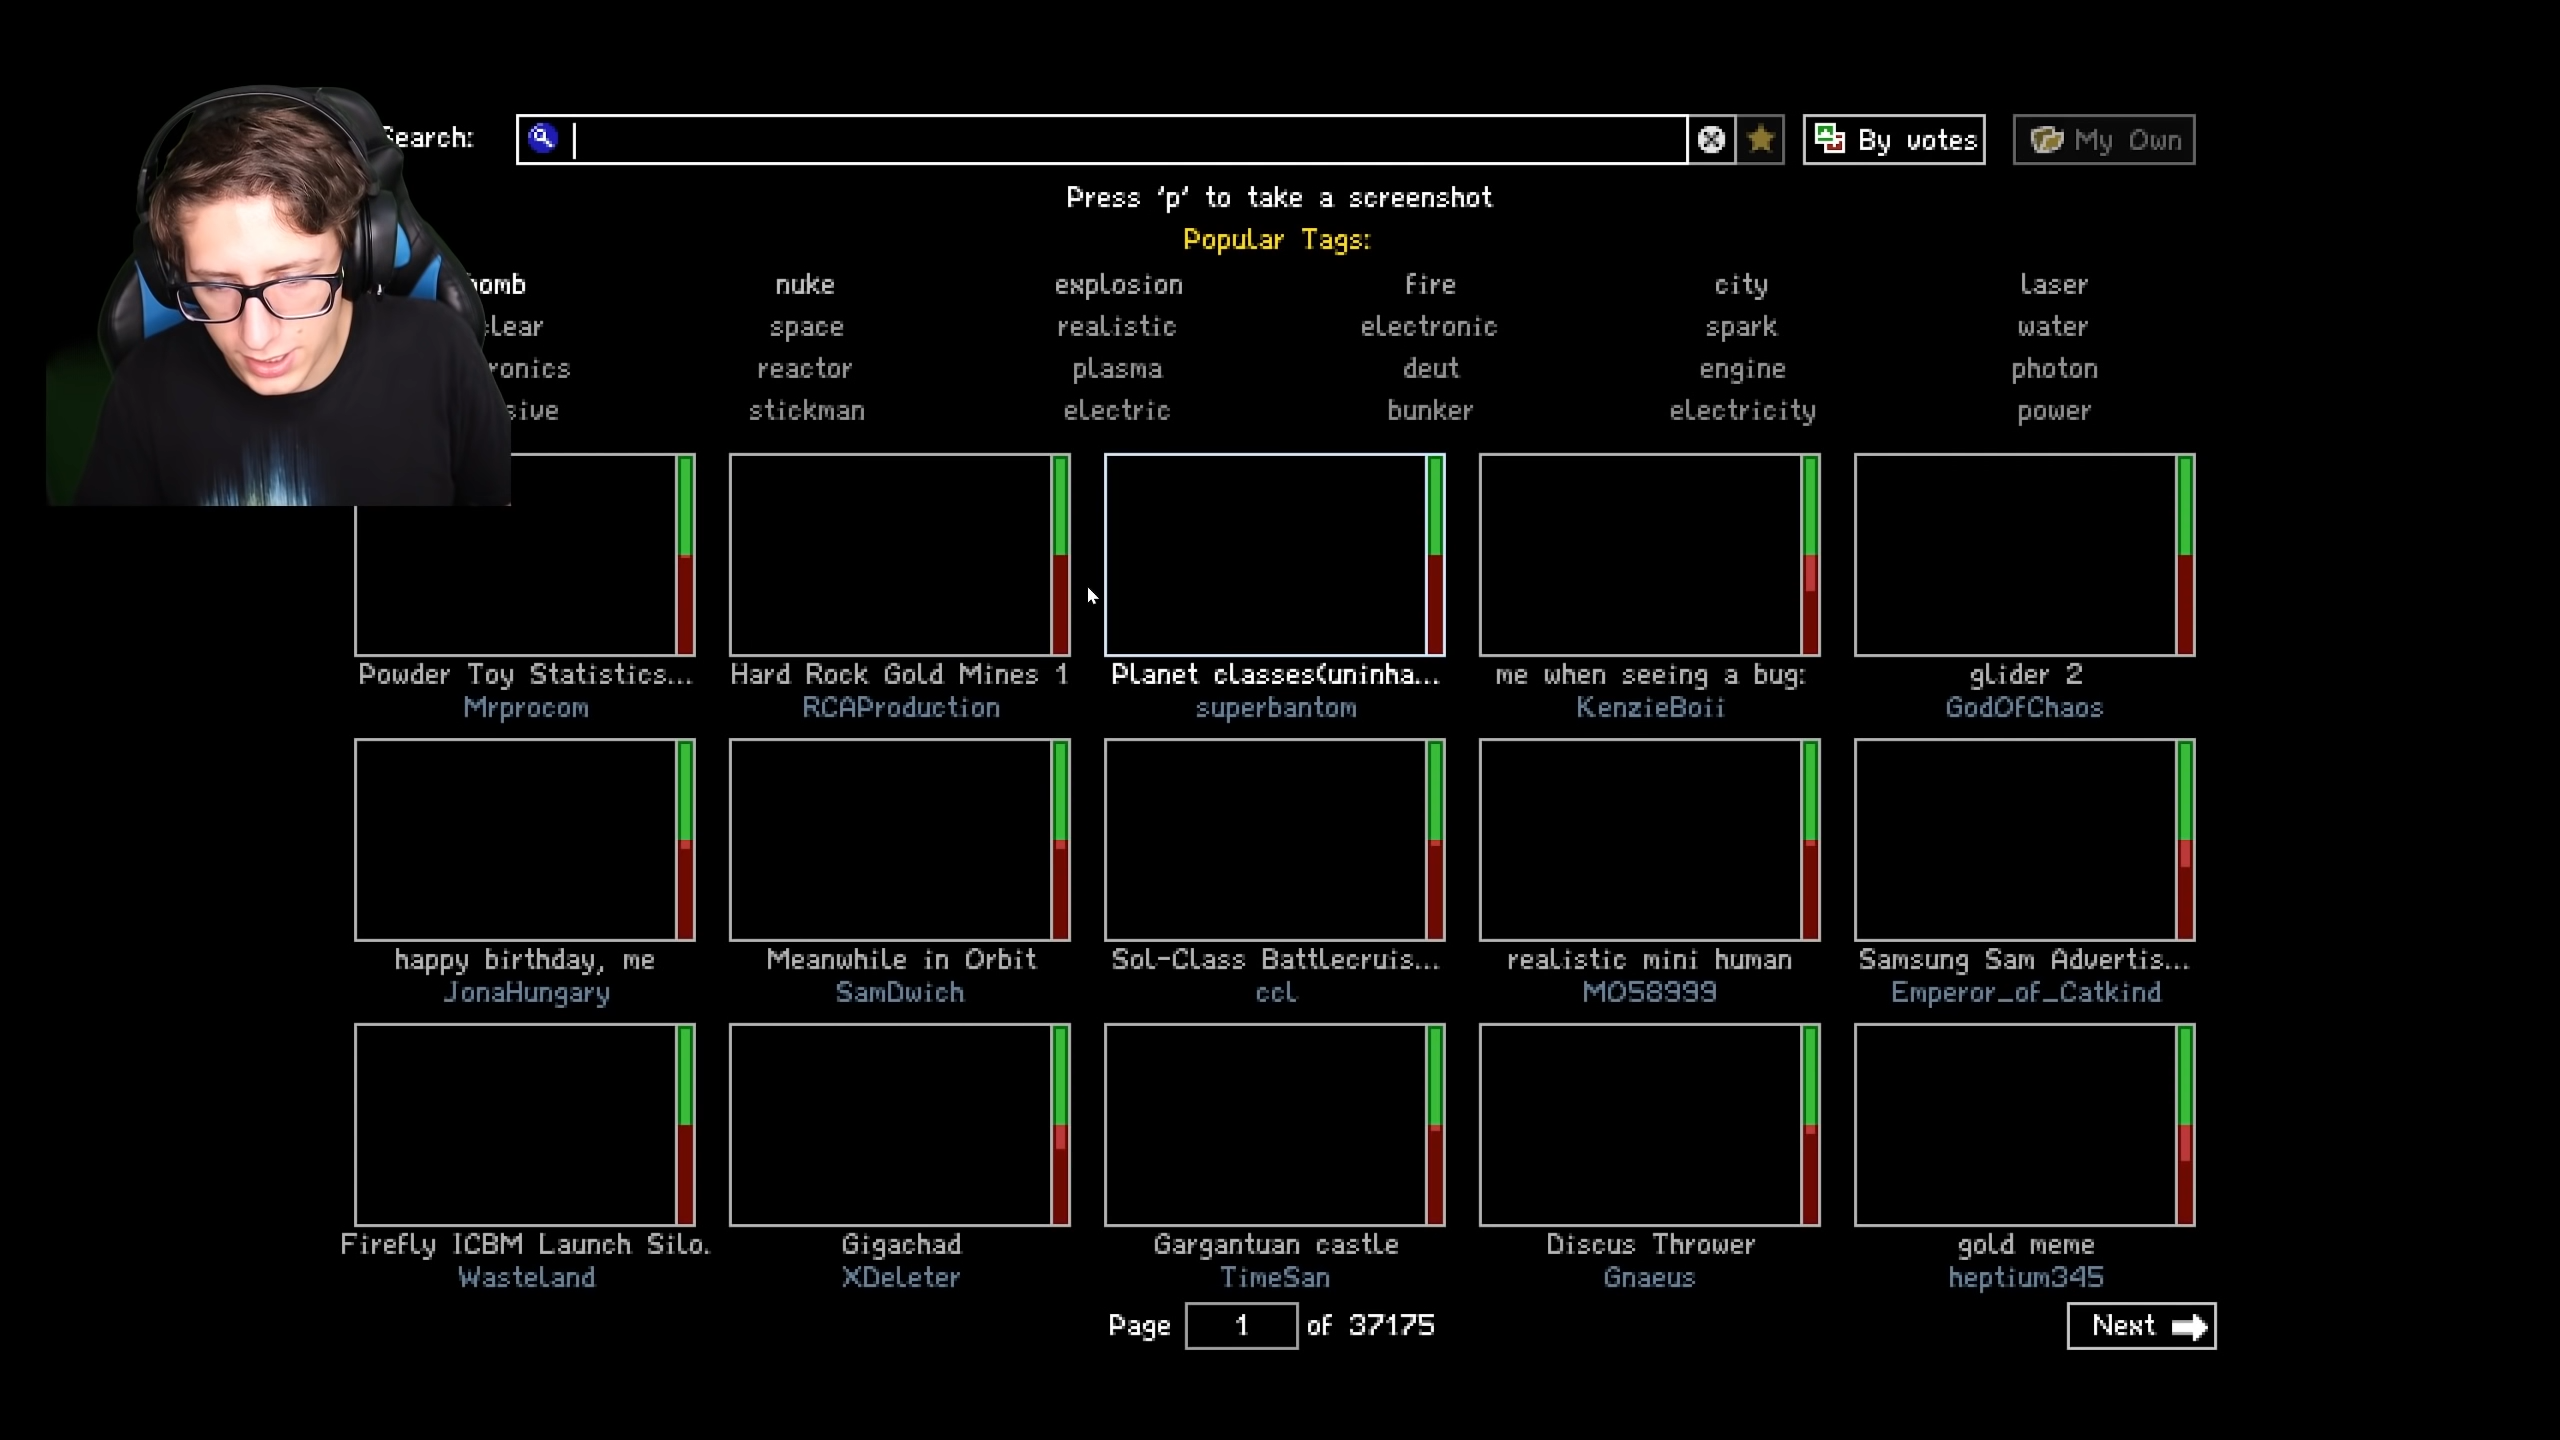 Search:
By votes
My Own
Press 'p' to take a screenshot
Popular Tags:
nuke explosion fire city laser
space realistic electronic spark water
reactor plasma deut engine photon
stickman electric bunker electricity power
Powder Toy Statistics... Hard Rock Gold Mines 1 Planet classes(uninha... me when seeing a bug: glider 2
Mrprocom RCAProduction superbantom KenzieBoii GodOfChaos
happy birthday, me Meanwhile in Orbit Sol-Class Battlecruis... realistic mini human Samsung Sam Advertis...
JonaHungary SamDwich ccl MO58999 Emperor_of_Catkind
Firefly ICBM Launch Silo. Gigachad Gargantuan castle Discus Thrower gold meme
Wasteland XDeleter TimeSan Gnaeus heptium345
Page 1 of 37175
Next